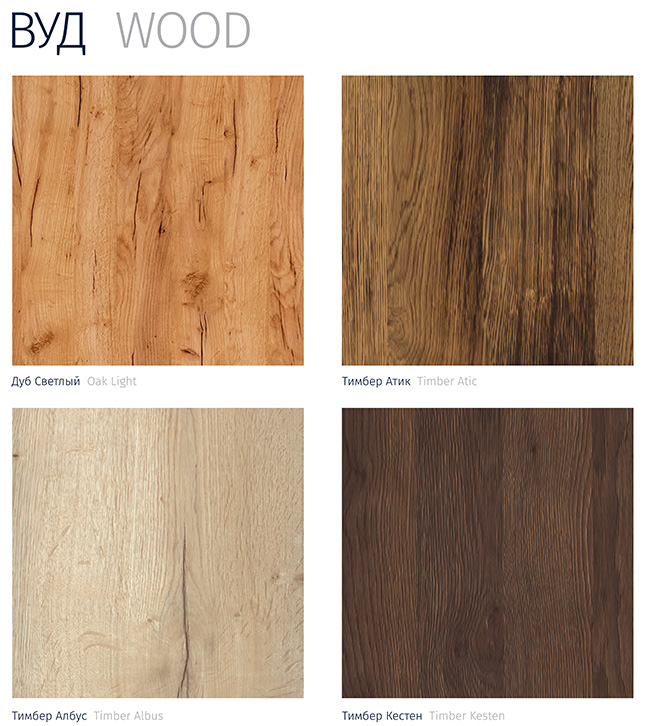 ВУД WOOD
Дуб Светлый Oak Light
Тимбер Атик Timber Atic
Тимбер Албус Timber Albus
Тимбер Кестен Timber Kesten